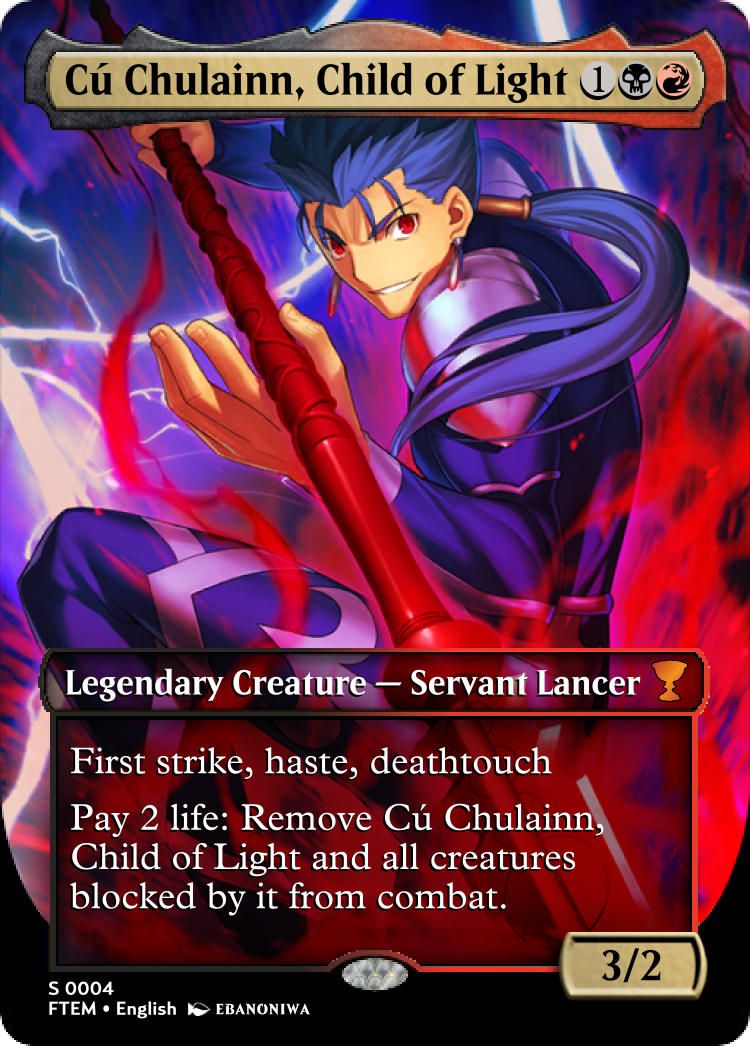 Cú Chulainn, Child of Light 1
Legendary Creature — Servant Lancer
First strike, haste, deathtouch
Pay 2 life: Remove Cú Chulainn,
Child of Light and all creatures
blocked by it from combat.
3/2
S 0004
FTEM • English EBANONIWA